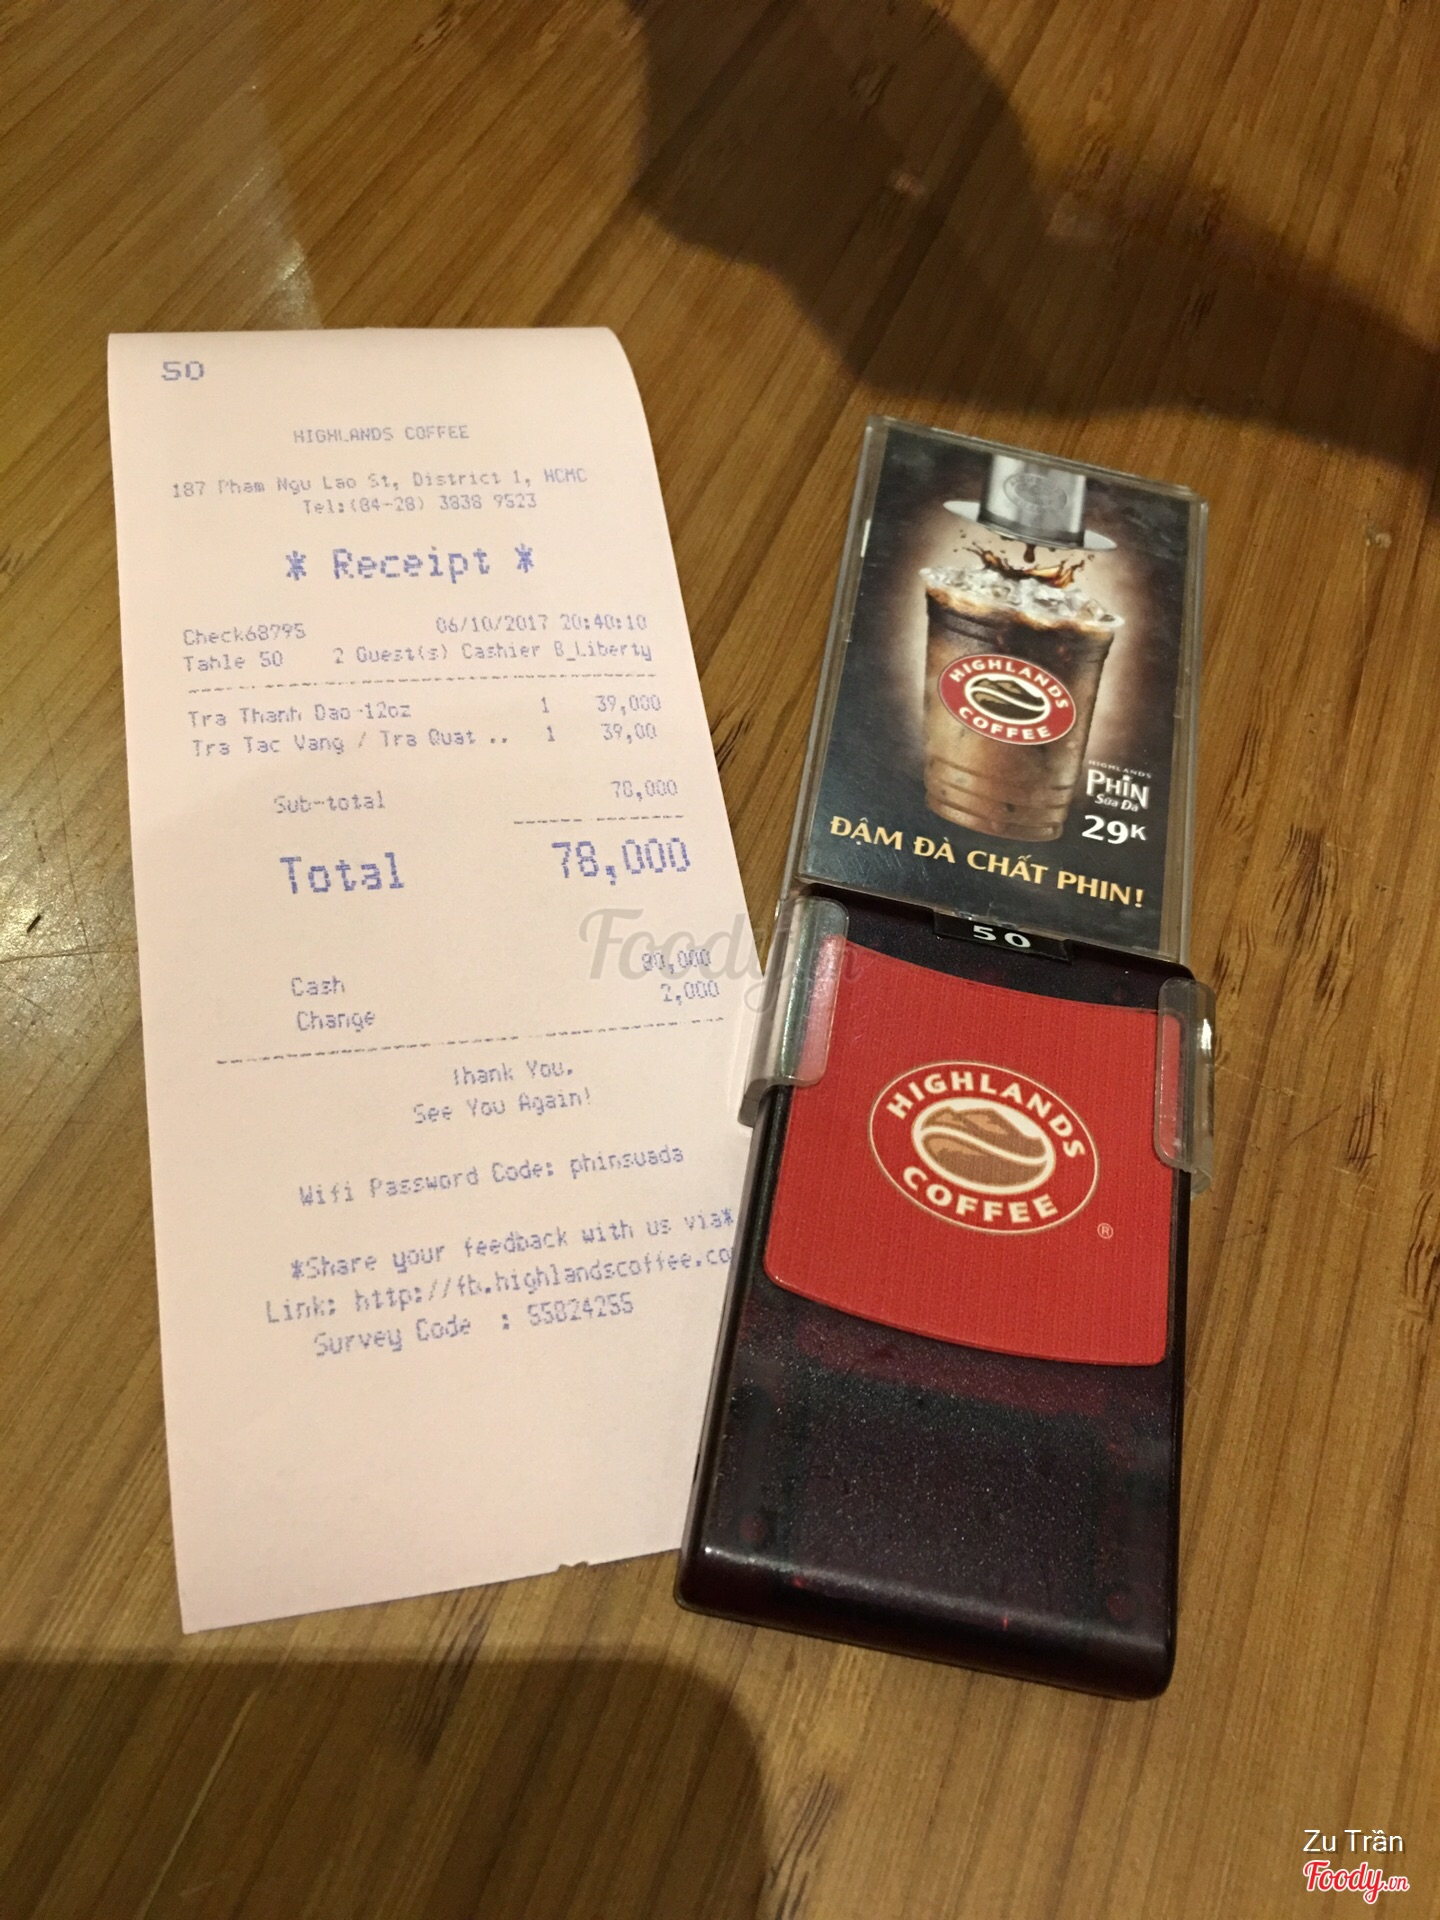 50
HIGHLANDS COFFEE
187 Pham Ngu Lao St, District 1, HCMC
Tel:(84-28) 3838 9523
* Receipt *
Check68795 06/10/2017 20:40:10
Table 50 2 Guest(s) Cashier B_Liberty
Tra Thanh Dao-12oz 1 39,000
Tra Tac Vang / Tra Quat .. 1 39,00
Sub-total 78,000
Total 78,000
Cash 80,000
Change 2,000
Thank You.
See You Again!
Wifi Password Code: phinsuada
*Share your feedback with us via*
Link: http://fb.highlandscoffee.co
Survey Code : 55824255
HIGHLANDS
COFFEE
HIGHLANDS
PHIN
Sữa Đá
29K
ĐẬM ĐÀ CHẤT PHIN!
50
HIGHLANDS
COFFEE
®
Foody.vn
Zu Trần
Foody.vn